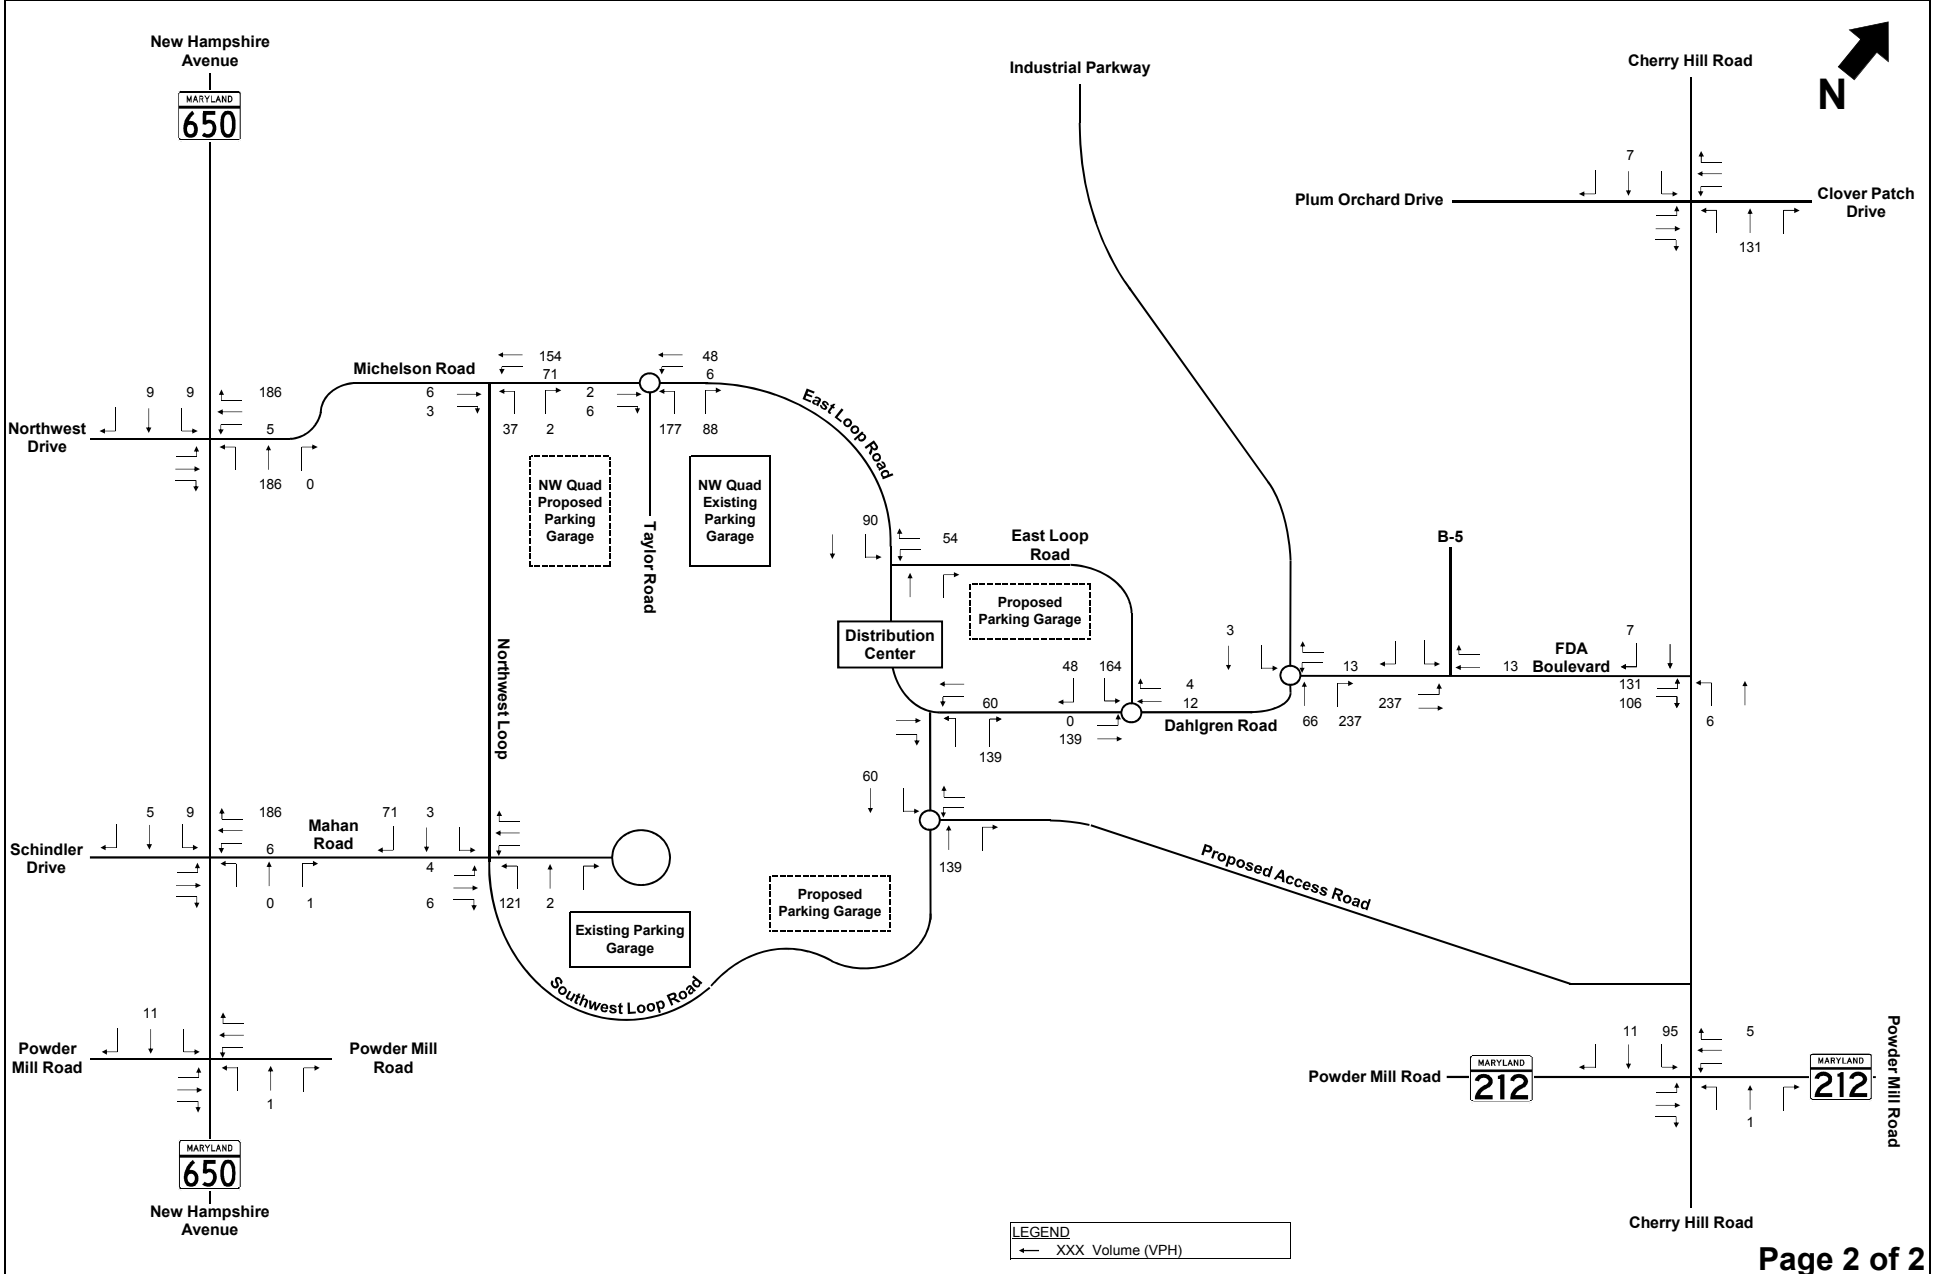 New Hampshire
Avenue
MARYLAND
650
Industrial Parkway
Cherry Hill Road
N
7
Plum Orchard Drive
Clover Patch
Drive
131
Michelson Road
154
71
48
6
6
3
2
6
37 2
177 88
9 9
186
5
Northwest
Drive
186 0
East Loop Road
NW Quad
Proposed
Parking
Garage
NW Quad
Existing
Parking
Garage
Taylor Road
90
54
East Loop
Road
B-5
Proposed
Parking Garage
Distribution
Center
Northwest Loop
3
7
FDA
Boulevard
13
13
131
106
237
48 164
4
12
60
0
139
Dahlgren Road
66 237
6
139
60
139
5 9
186
6
Mahan
Road
71 3
Schindler
Drive
4
6
0 1
121 2
Proposed Access Road
Proposed
Parking Garage
Existing Parking
Garage
Southwest Loop Road
11
Powder
Mill Road
Powder Mill
Road
1
11 95
5
Powder Mill Road
MARYLAND
212
MARYLAND
212
Powder Mill Road
1
MARYLAND
650
New Hampshire
Avenue
Cherry Hill Road
LEGEND
XXX Volume (VPH)
Page 2 of 2